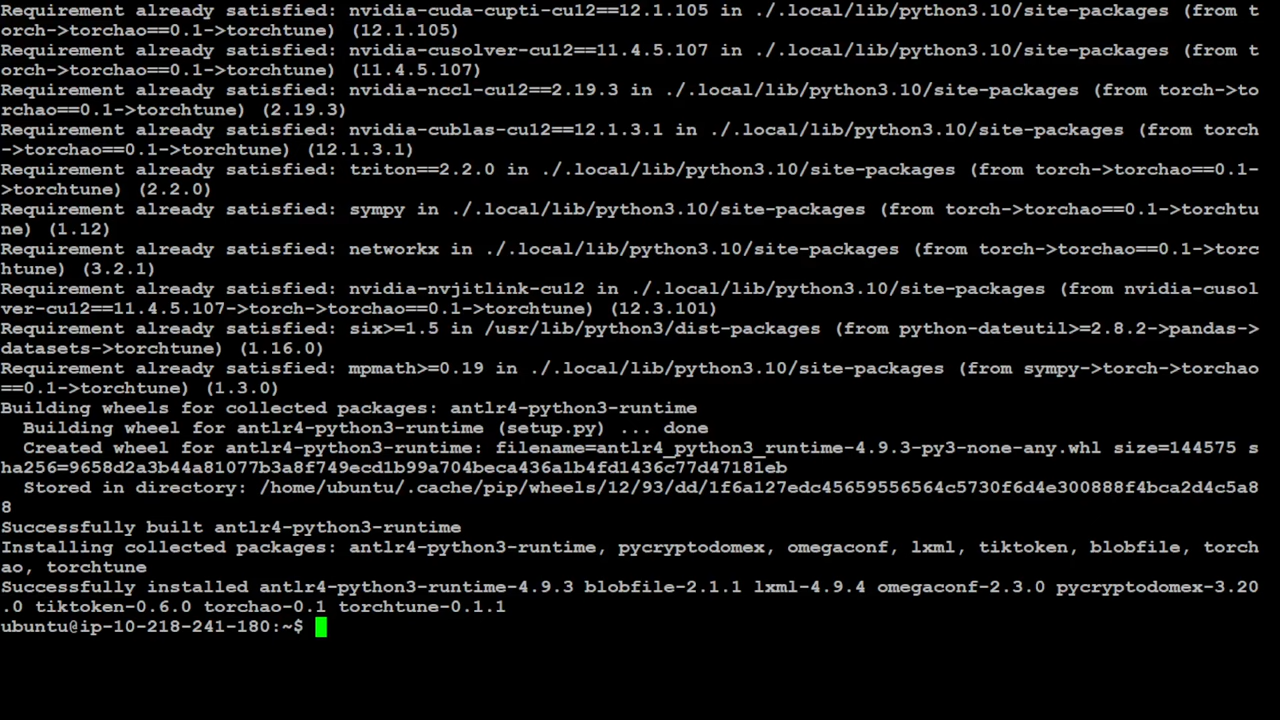 Requirement already satisfied: nvidia-cuda-cupti-cu12==12.1.105 in ./.local/lib/python3.10/site-packages (from t
orch->torchao==0.1->torchtune) (12.1.105)
Requirement already satisfied: nvidia-cusolver-cu12==11.4.5.107 in ./.local/lib/python3.10/site-packages (from t
orch->torchao==0.1->torchtune) (11.4.5.107)
Requirement already satisfied: nvidia-nccl-cu12==2.19.3 in ./.local/lib/python3.10/site-packages (from torch->to
rchao==0.1->torchtune) (2.19.3)
Requirement already satisfied: nvidia-cublas-cu12==12.1.3.1 in ./.local/lib/python3.10/site-packages (from torch
->torchao==0.1->torchtune) (12.1.3.1)
Requirement already satisfied: triton==2.2.0 in ./.local/lib/python3.10/site-packages (from torch->torchao==0.1-
>torchtune) (2.2.0)
Requirement already satisfied: sympy in ./.local/lib/python3.10/site-packages (from torch->torchao==0.1->torchtu
ne) (1.12)
Requirement already satisfied: networkx in ./.local/lib/python3.10/site-packages (from torch->torchao==0.1->torc
htune) (3.2.1)
Requirement already satisfied: nvidia-nvjitlink-cu12 in ./.local/lib/python3.10/site-packages (from nvidia-cusol
ver-cu12==11.4.5.107->torch->torchao==0.1->torchtune) (12.3.101)
Requirement already satisfied: six>=1.5 in /usr/lib/python3/dist-packages (from python-dateutil>=2.8.2->pandas->
datasets->torchtune) (1.16.0)
Requirement already satisfied: mpmath>=0.19 in ./.local/lib/python3.10/site-packages (from sympy->torch->torchao
==0.1->torchtune) (1.3.0)
Building wheels for collected packages: antlr4-python3-runtime
  Building wheel for antlr4-python3-runtime (setup.py) ... done
  Created wheel for antlr4-python3-runtime: filename=antlr4_python3_runtime-4.9.3-py3-none-any.whl size=144575 s
ha256=9658d2a3b44a81077b3a8f749ecd1b99a704beca436a1b4fd1436c77d47181eb
  Stored in directory: /home/ubuntu/.cache/pip/wheels/12/93/dd/1f6a127edc45659556564c5730f6d4e300888f4bca2d4c5a8
8
Successfully built antlr4-python3-runtime
Installing collected packages: antlr4-python3-runtime, pycryptodomex, omegaconf, lxml, tiktoken, blobfile, torch
ao, torchtune
Successfully installed antlr4-python3-runtime-4.9.3 blobfile-2.1.1 lxml-4.9.4 omegaconf-2.3.0 pycryptodomex-3.20
.0 tiktoken-0.6.0 torchao-0.1 torchtune-0.1.1
ubuntu@ip-10-218-241-180:~$